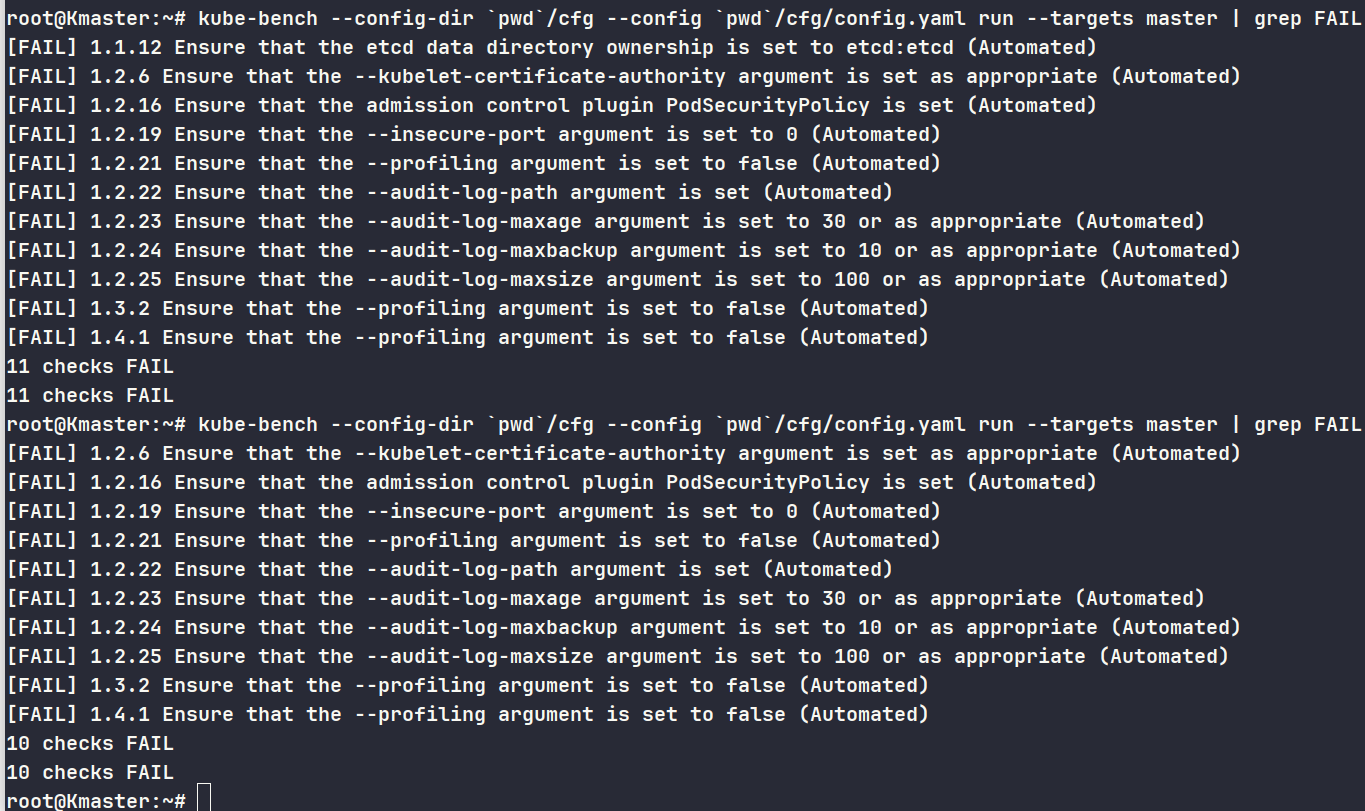 root@Kmaster:~# kube-bench --config-dir `pwd`/cfg --config `pwd`/cfg/config.yaml run --targets master | grep FAIL
[FAIL] 1.1.12 Ensure that the etcd data directory ownership is set to etcd:etcd (Automated)
[FAIL] 1.2.6 Ensure that the --kubelet-certificate-authority argument is set as appropriate (Automated)
[FAIL] 1.2.16 Ensure that the admission control plugin PodSecurityPolicy is set (Automated)
[FAIL] 1.2.19 Ensure that the --insecure-port argument is set to 0 (Automated)
[FAIL] 1.2.21 Ensure that the --profiling argument is set to false (Automated)
[FAIL] 1.2.22 Ensure that the --audit-log-path argument is set (Automated)
[FAIL] 1.2.23 Ensure that the --audit-log-maxage argument is set to 30 or as appropriate (Automated)
[FAIL] 1.2.24 Ensure that the --audit-log-maxbackup argument is set to 10 or as appropriate (Automated)
[FAIL] 1.2.25 Ensure that the --audit-log-maxsize argument is set to 100 or as appropriate (Automated)
[FAIL] 1.3.2 Ensure that the --profiling argument is set to false (Automated)
[FAIL] 1.4.1 Ensure that the --profiling argument is set to false (Automated)
11 checks FAIL
11 checks FAIL
root@Kmaster:~# kube-bench --config-dir `pwd`/cfg --config `pwd`/cfg/config.yaml run --targets master | grep FAIL
[FAIL] 1.2.6 Ensure that the --kubelet-certificate-authority argument is set as appropriate (Automated)
[FAIL] 1.2.16 Ensure that the admission control plugin PodSecurityPolicy is set (Automated)
[FAIL] 1.2.19 Ensure that the --insecure-port argument is set to 0 (Automated)
[FAIL] 1.2.21 Ensure that the --profiling argument is set to false (Automated)
[FAIL] 1.2.22 Ensure that the --audit-log-path argument is set (Automated)
[FAIL] 1.2.23 Ensure that the --audit-log-maxage argument is set to 30 or as appropriate (Automated)
[FAIL] 1.2.24 Ensure that the --audit-log-maxbackup argument is set to 10 or as appropriate (Automated)
[FAIL] 1.2.25 Ensure that the --audit-log-maxsize argument is set to 100 or as appropriate (Automated)
[FAIL] 1.3.2 Ensure that the --profiling argument is set to false (Automated)
[FAIL] 1.4.1 Ensure that the --profiling argument is set to false (Automated)
10 checks FAIL
10 checks FAIL
root@Kmaster:~#